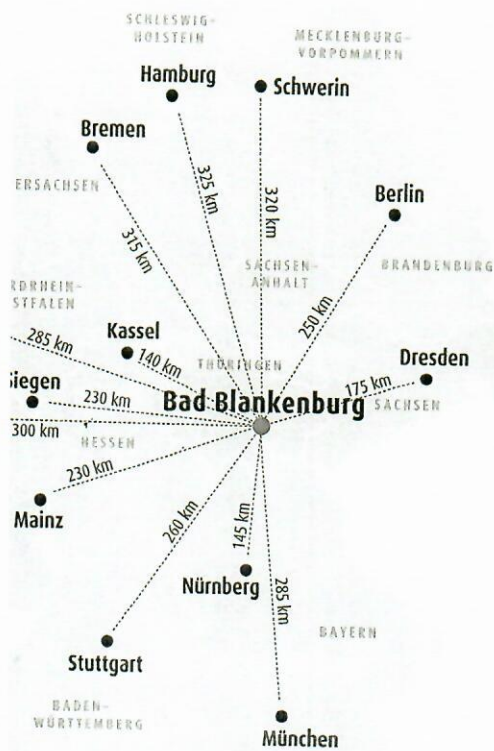 SCHLESWIG-
HOLSTEIN
MECKLENBURG-
VORPOMMERN
Hamburg
Schwerin
Bremen
325 km
320 km
ERSACHSEN
Berlin
315 km
SACHSEN-
ANHALT
BRANDENBURG
250 km
RDRHEIN-
STFALEN
Kassel
285 km
140 km
THÜRINGEN
Dresden
175 km
Siegen
230 km
Bad Blankenburg
SACHSEN
300 km
HESSEN
230 km
Mainz
260 km
145 km
Nürnberg
285 km
BAYERN
Stuttgart
BADEN-
WÜRTTEMBERG
München